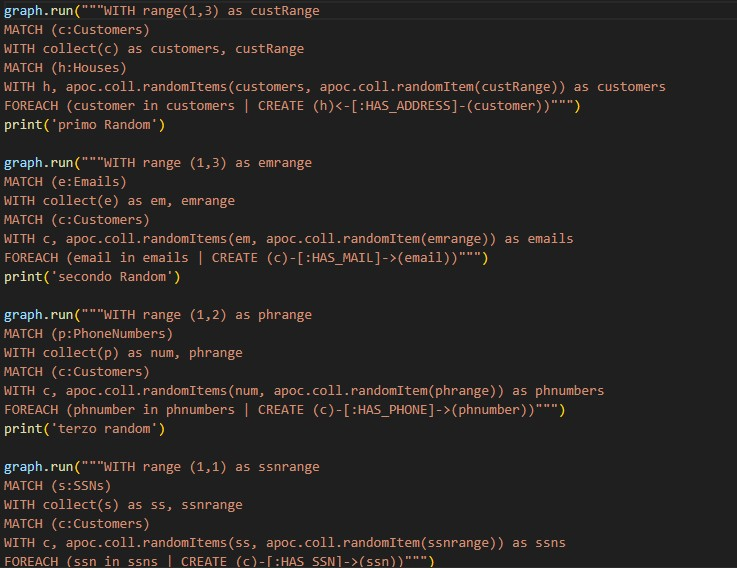 graph.run("""WITH range(1,3) as custRange
MATCH (c:Customers)
WITH collect(c) as customers, custRange
MATCH (h:Houses)
WITH h, apoc.coll.randomItems(customers, apoc.coll.randomItem(custRange)) as customers
FOREACH (customer in customers | CREATE (h)<-[:HAS_ADDRESS]-(customer))""")
print('primo Random')

graph.run("""WITH range (1,3) as emrange
MATCH (e:Emails)
WITH collect(e) as em, emrange
MATCH (c:Customers)
WITH c, apoc.coll.randomItems(em, apoc.coll.randomItem(emrange)) as emails
FOREACH (email in emails | CREATE (c)-[:HAS_MAIL]->(email))""")
print('secondo Random')

graph.run("""WITH range (1,2) as phrange
MATCH (p:PhoneNumbers)
WITH collect(p) as num, phrange
MATCH (c:Customers)
WITH c, apoc.coll.randomItems(num, apoc.coll.randomItem(phrange)) as phnumbers
FOREACH (phnumber in phnumbers | CREATE (c)-[:HAS_PHONE]->(phnumber))""")
print('terzo random')

graph.run("""WITH range (1,1) as ssnrange
MATCH (s:SSNs)
WITH collect(s) as ss, ssnrange
MATCH (c:Customers)
WITH c, apoc.coll.randomItems(ss, apoc.coll.randomItem(ssnrange)) as ssns
FOREACH (ssn in ssns | CREATE (c)-[:HAS_SSN]->(ssn))""")